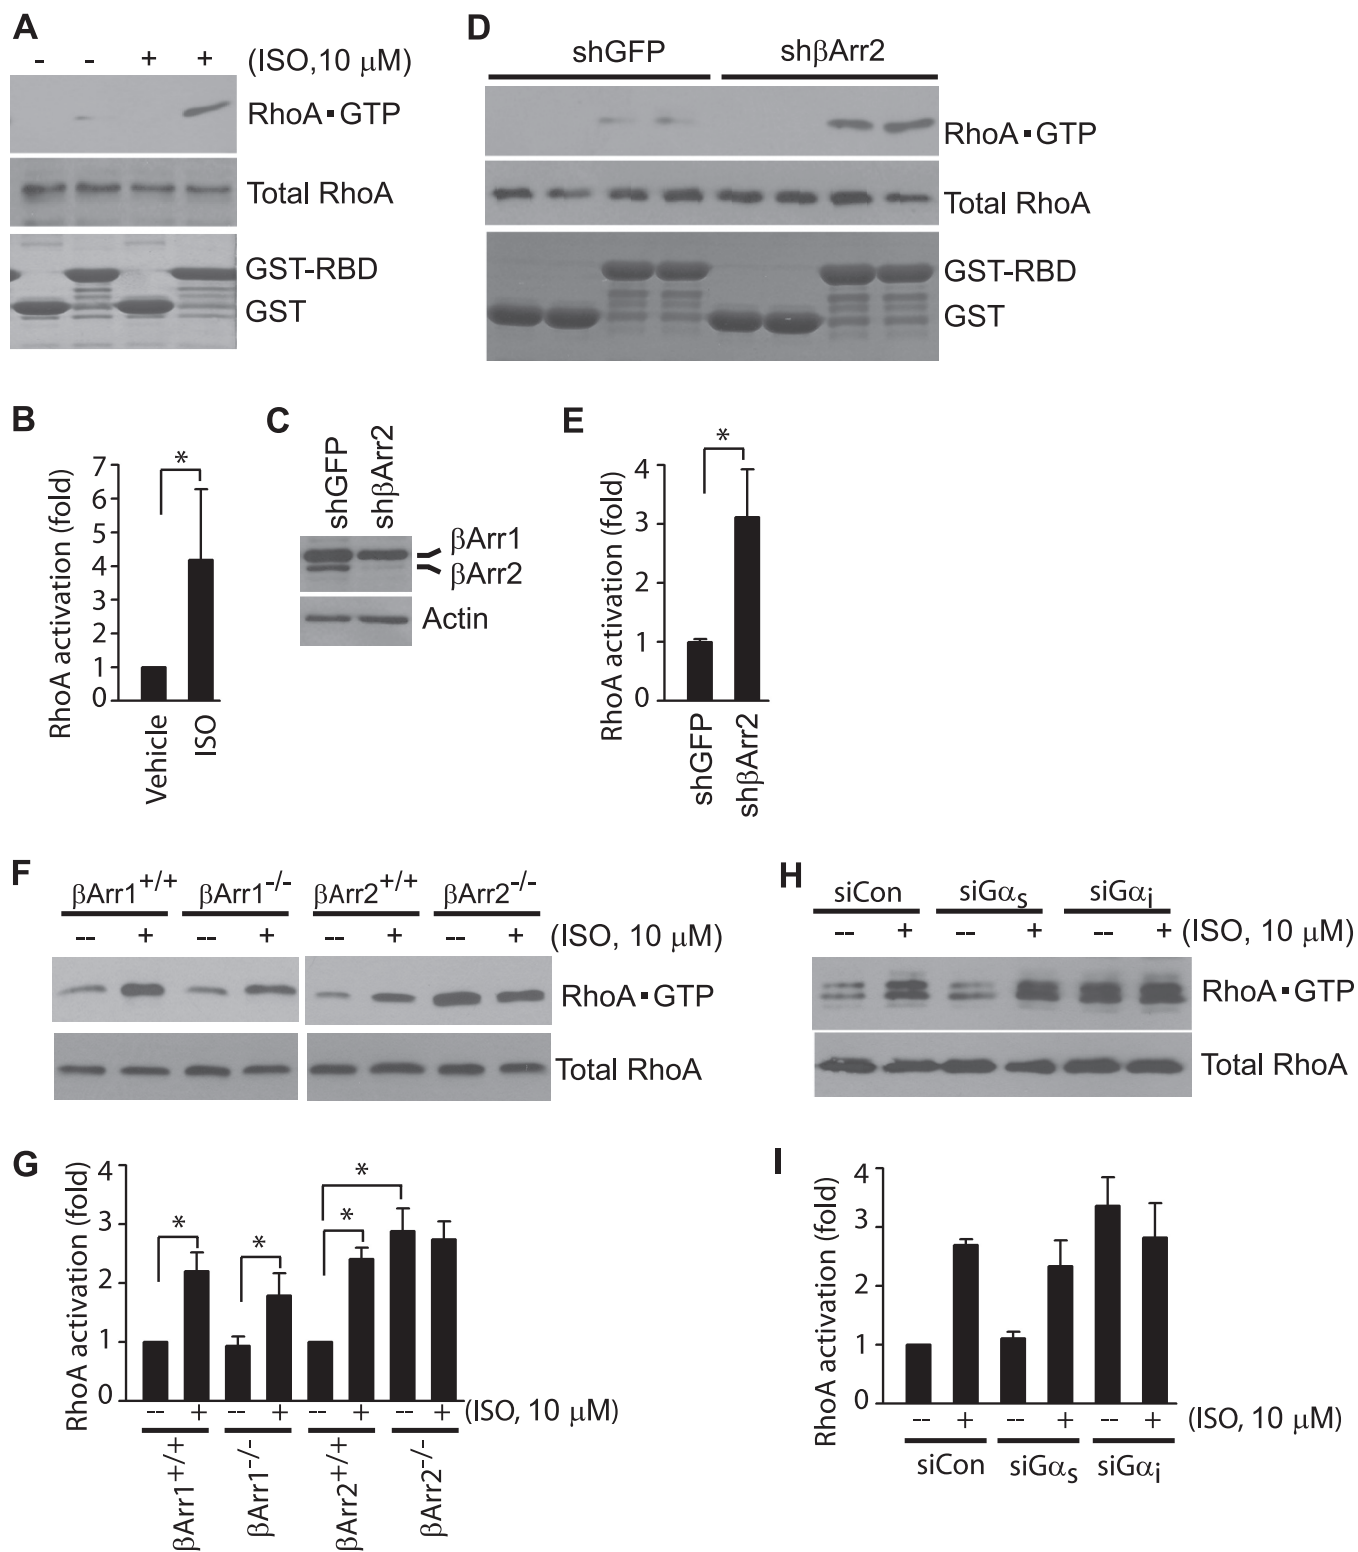 A
- - + + (ISO,10 μM)
RhoA▪GTP
Total RhoA
GST-RBD
GST
D
shGFP shβArr2
RhoA▪GTP
Total RhoA
GST-RBD
GST
B
RhoA activation (fold)
7
6
5
4
3
2
1
0
Vehicle
ISO
*
C
shGFP
shβArr2
βArr1
βArr2
Actin
E
RhoA activation (fold)
4
3
2
1
0
*
shGFP
shβArr2
F
βArr1+/+ βArr1-/- βArr2+/+ βArr2-/-
-- + -- + -- + -- + (ISO, 10 μM)
RhoA▪GTP
Total RhoA
H
siCon siGαs siGαi
-- + -- + -- + (ISO, 10 μM)
RhoA▪GTP
Total RhoA
G
RhoA activation (fold)
4
3
2
1
0
* * * *
-- + -- + -- + -- + (ISO, 10 μM)
βArr1+/+
βArr1-/-
βArr2+/+
βArr2-/-
I
RhoA activation (fold)
4
3
2
1
0
-- + -- + -- + (ISO, 10 μM)
siCon siGαs siGαi